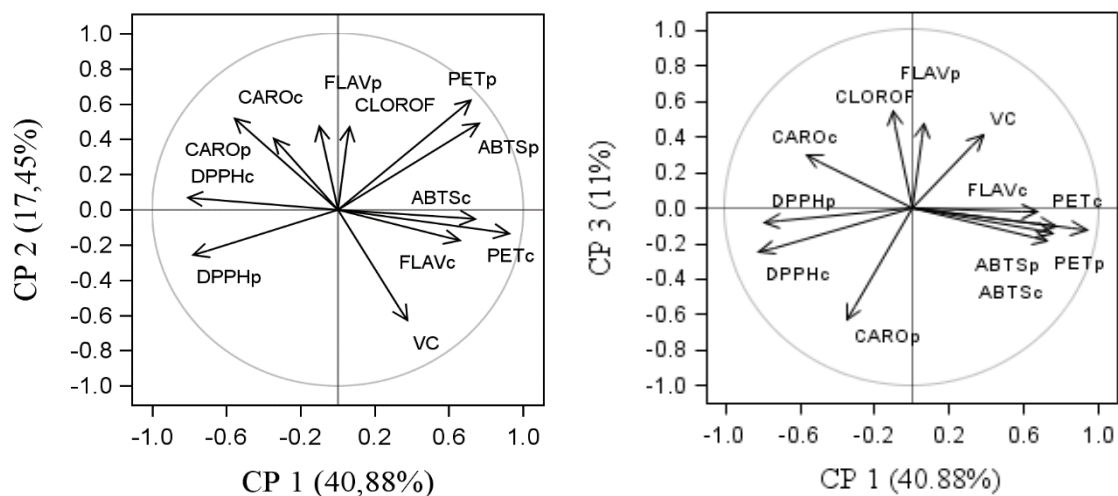 1.0
0.8
0.6
0.4
0.2
0.0
-0.2
-0.4
-0.6
-0.8
-1.0
CP 2 (17,45%)
FLAVp
PETp
CAROc
CLOROF
ABTSp
CAROp
DPPHc
ABTSc
DPPHp
FLAVc
PETc
VC
-1.0
-0.6
-0.2
0.2
0.6
1.0
CP 1 (40,88%)
1.0
0.8
0.6
0.4
0.2
0.0
-0.2
-0.4
-0.6
-0.8
-1.0
CP 3 (11%)
FLAVp
CLOROF
VC
CAROc
DPPHp
FLAVc
PETc
DPPHc
ABTSp
PETp
ABTSc
CAROp
-1.0
-0.6
-0.2
0.2
0.6
1.0
CP 1 (40.88%)